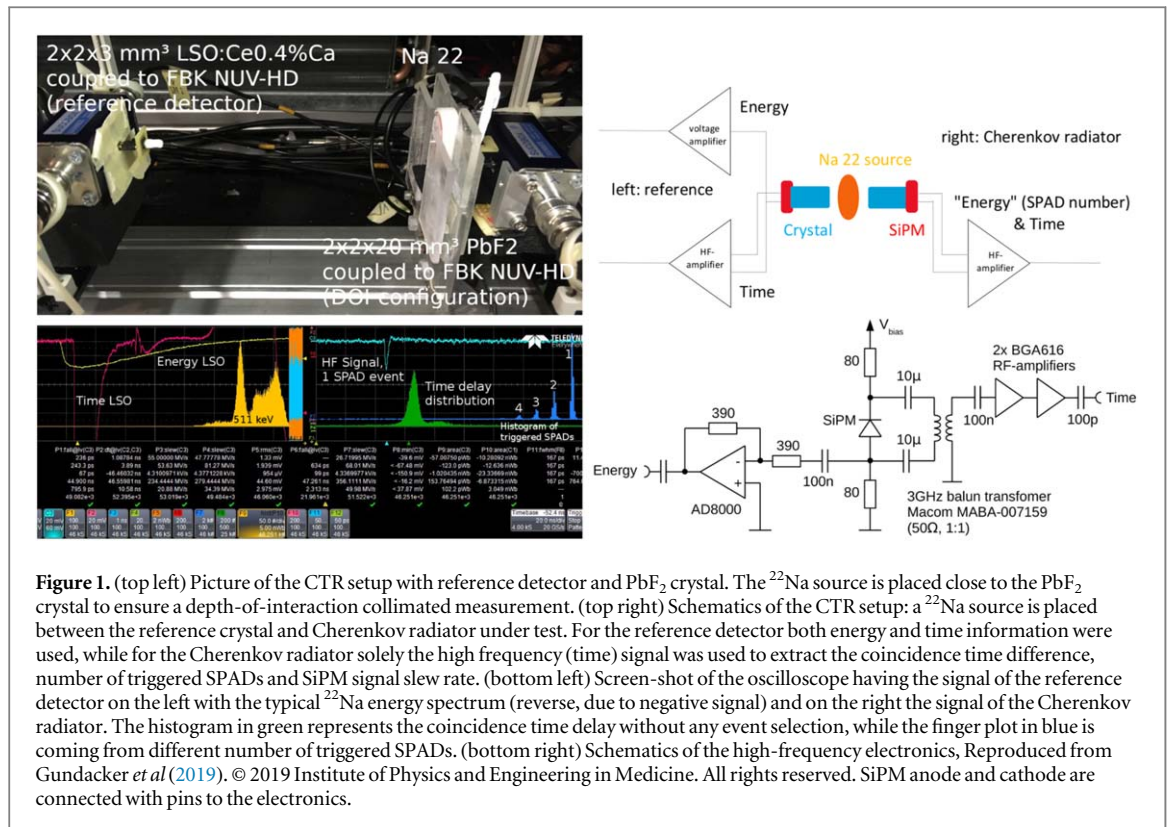 2x2x3 mm³ LSO:Ce0.4%Ca
coupled to FBK NUV-HD
(reference detector)
Na 22
2x2x20 mm³ PbF2
coupled to FBK NUV-HD
(DOI configuration)
Energy
voltage
amplifier
right: Cherenkov radiator
Na 22 source
left: reference
"Energy" (SPAD number)
& Time
Crystal
SiPM
HF-
amplifier
HF-
amplifier
Time
Energy LSO
Time LSO
511 keV
HF Signal,
1 SPAD event
Time delay
distribution
TELEDYNE
1
2
3
4
Histogram of
triggered SPADs
Vbias
80
10µ
2x BGA616
RF-amplifiers
100n
100p
Time
SiPM
390
390
10µ
Energy
100n
AD8000
80
3GHz balun transfomer
Macom MABA-007159
(50Ω, 1:1)
Figure 1. (top left) Picture of the CTR setup with reference detector and PbF₂ crystal. The ²²Na source is placed close to the PbF₂
crystal to ensure a depth-of-interaction collimated measurement. (top right) Schematics of the CTR setup: a ²²Na source is placed
between the reference crystal and Cherenkov radiator under test. For the reference detector both energy and time information were
used, while for the Cherenkov radiator solely the high frequency (time) signal was used to extract the coincidence time difference,
number of triggered SPADs and SiPM signal slew rate. (bottom left) Screen-shot of the oscilloscope having the signal of the reference
detector on the left with the typical ²²Na energy spectrum (reverse, due to negative signal) and on the right the signal of the Cherenkov
radiator. The histogram in green represents the coincidence time delay without any event selection, while the finger plot in blue is
coming from different number of triggered SPADs. (bottom right) Schematics of the high-frequency electronics, Reproduced from
Gundacker et al (2019). © 2019 Institute of Physics and Engineering in Medicine. All rights reserved. SiPM anode and cathode are
connected with pins to the electronics.